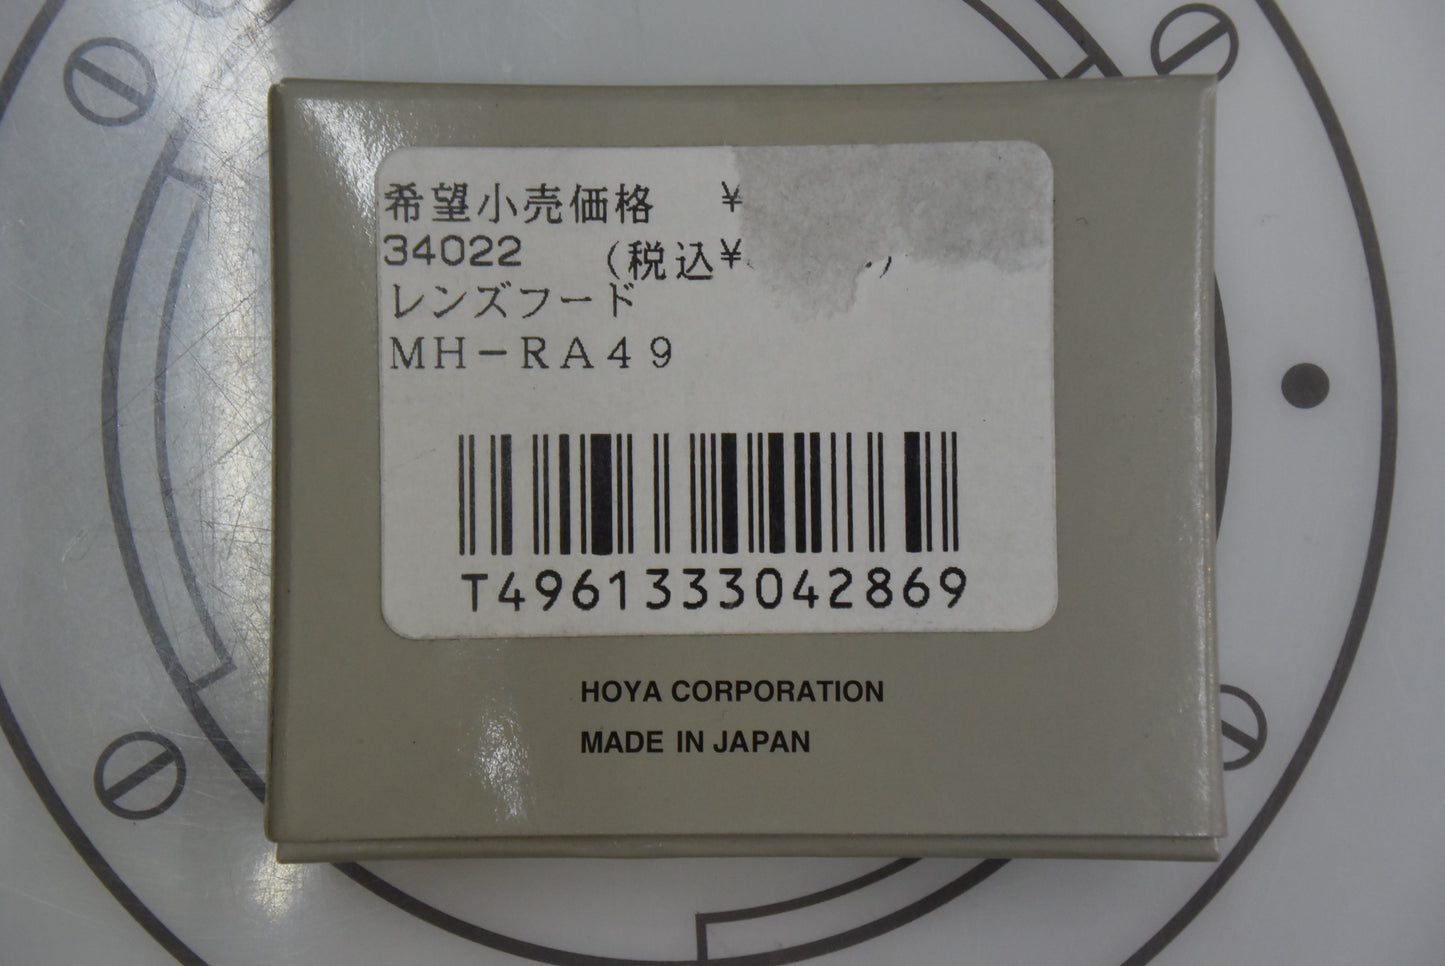 希望小売価格 ¥
34022 (税込¥ )
レンズフード
MH-RA49
T4961333042869
HOYA CORPORATION
MADE IN JAPAN